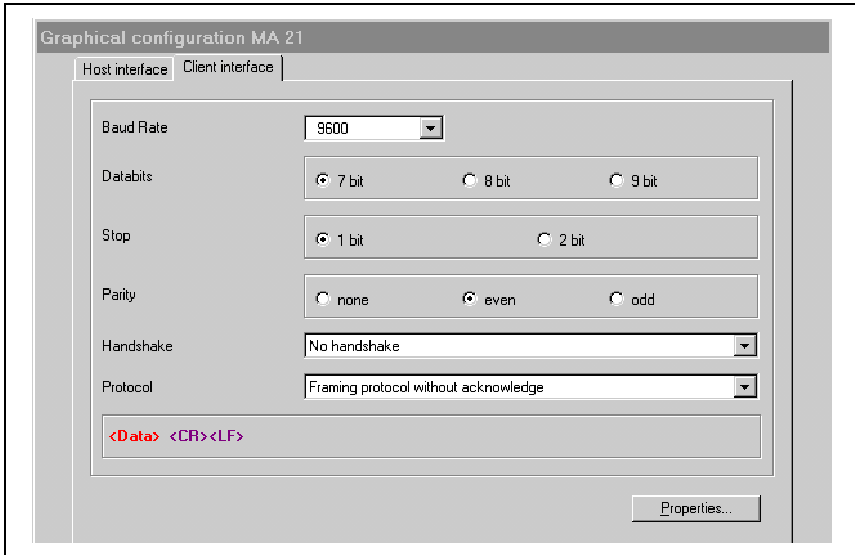 Graphical configuration MA 21
Host interface Client interface
Baud Rate 9600
Databits 7 bit 8 bit 9 bit
Stop 1 bit 2 bit
Parity none even odd
Handshake No handshake
Protocol Framing protocol without acknowledge
<Data> <CR><LF>
Properties...